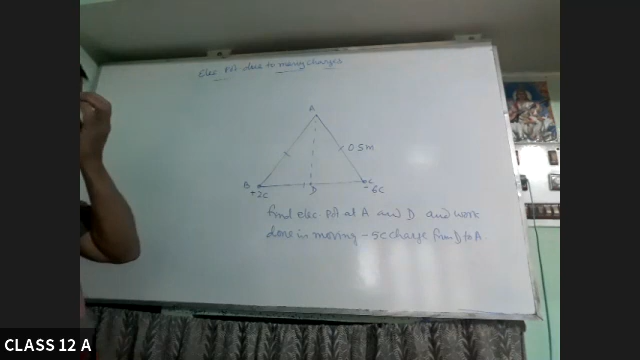 Elec. Pot due to many charges
A
0.5m
B
D
C
+2C
-6C
Find elec. Pot at A and D and work
done in moving -5C charge from D to A.
CLASS 12 A